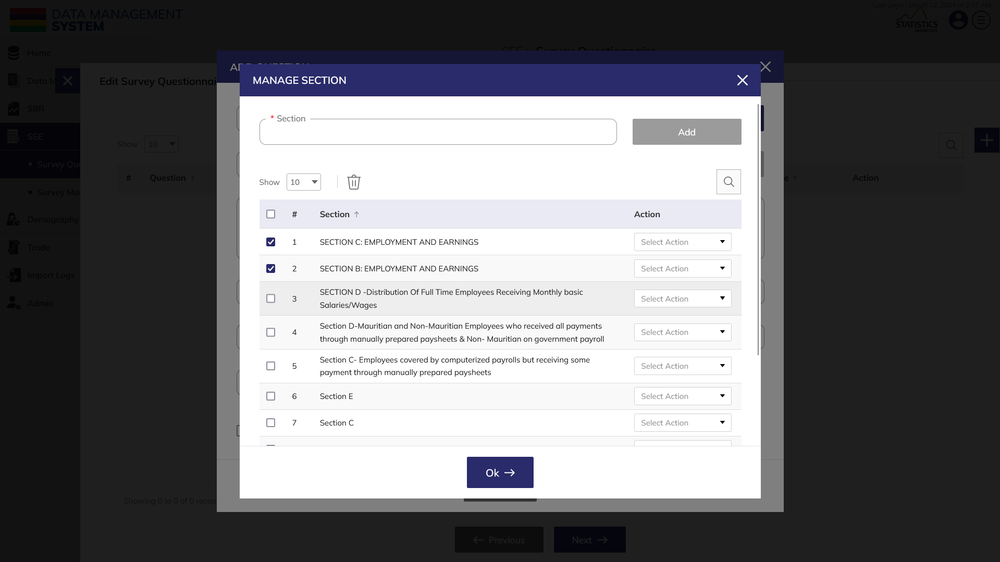 Last Login : March 12, 2024 at 2:17 AM
DATA MANAGEMENT
SYSTEM
STATISTICS
MAURITIUS
Home
SEE > Survey Questionnaire
ADD QUESTION
Data M
Edit Survey Questionnai
MANAGE SECTION
SBR
* Section
Add
SEE
Show 10
Survey Que
# Question ↑
e ↑ Action
Show 10
Survey Ma
# Section ↑ Action
Demography
1 SECTION C: EMPLOYMENT AND EARNINGS Select Action
Trade
2 SECTION B: EMPLOYMENT AND EARNINGS Select Action
Import Logs
3 SECTION D -Distribution Of Full Time Employees Receiving Monthly basic
Salaries/Wages Select Action
Admin
4 Section D-Mauritian and Non-Mauritian Employees who received all payments
through manually prepared paysheets & Non- Mauritian on government payroll Select Action
5 Section C- Employees covered by computerized payrolls but receiving some
payment through manually prepared paysheets Select Action
6 Section E Select Action
7 Section C Select Action
Ok →
Showing 0 to 0 of 0 recor
← Previous
Next →